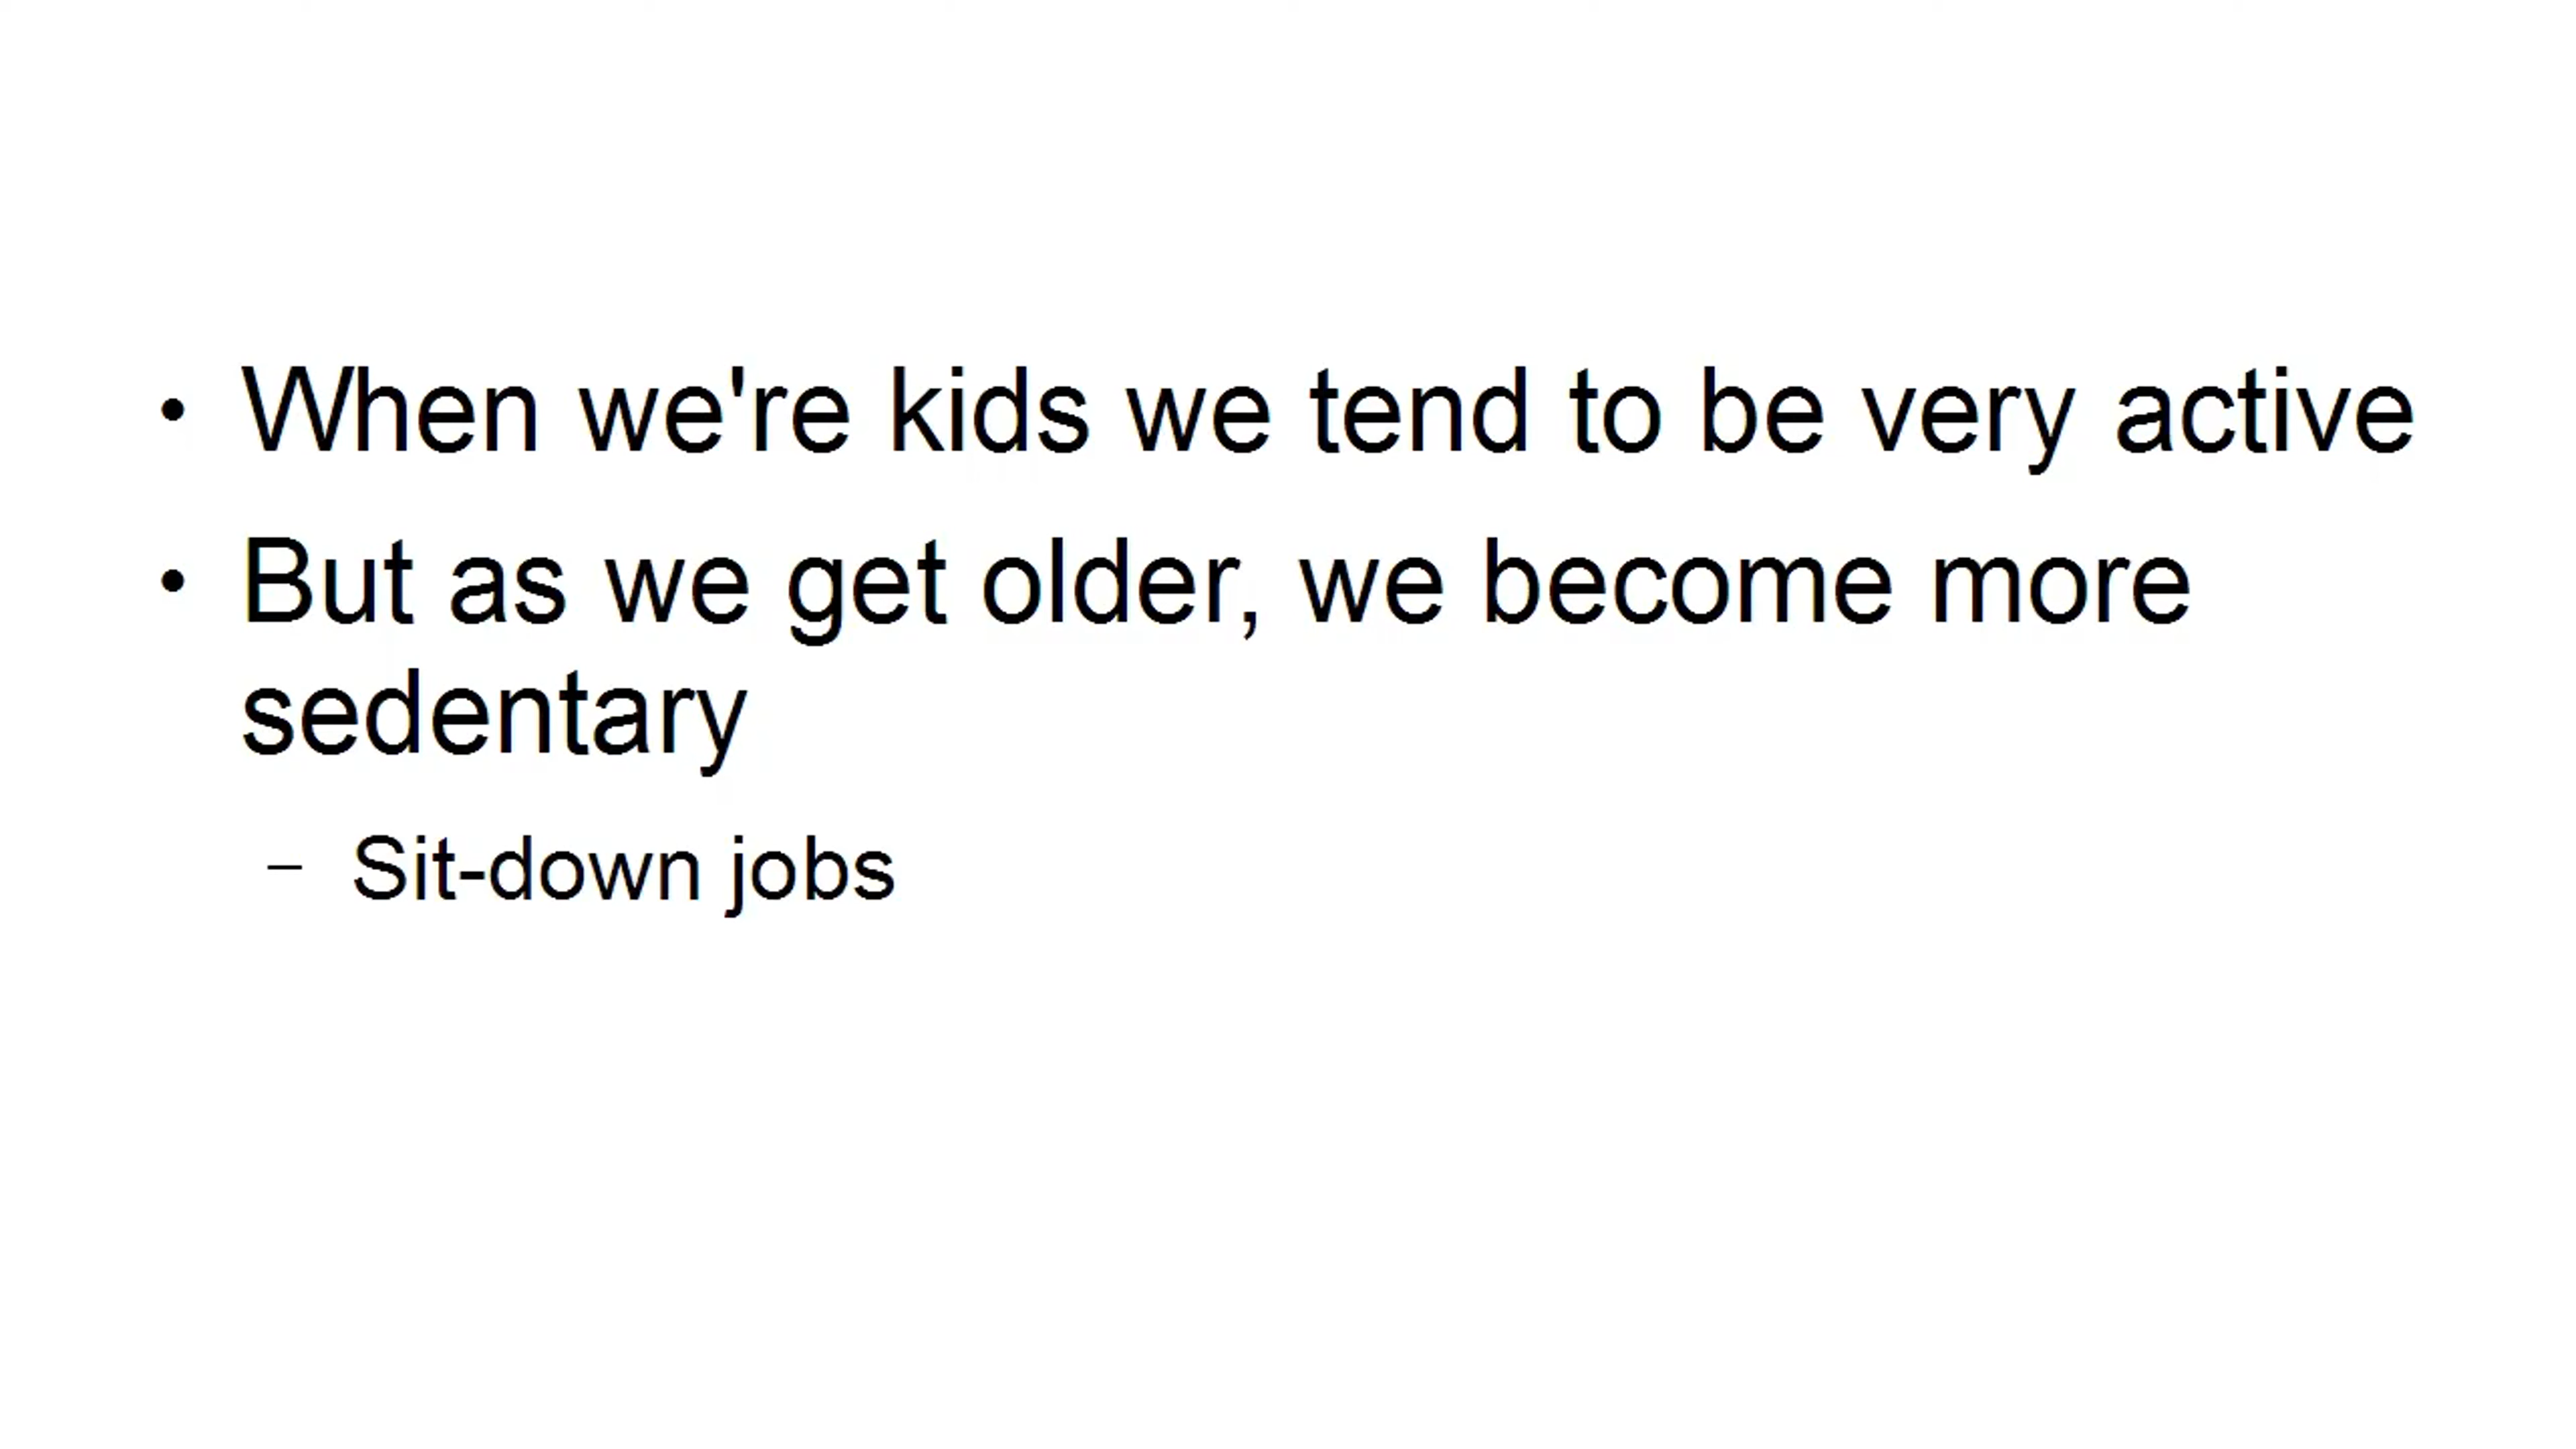 • When we're kids we tend to be very active
• But as we get older, we become more
sedentary
– Sit-down jobs